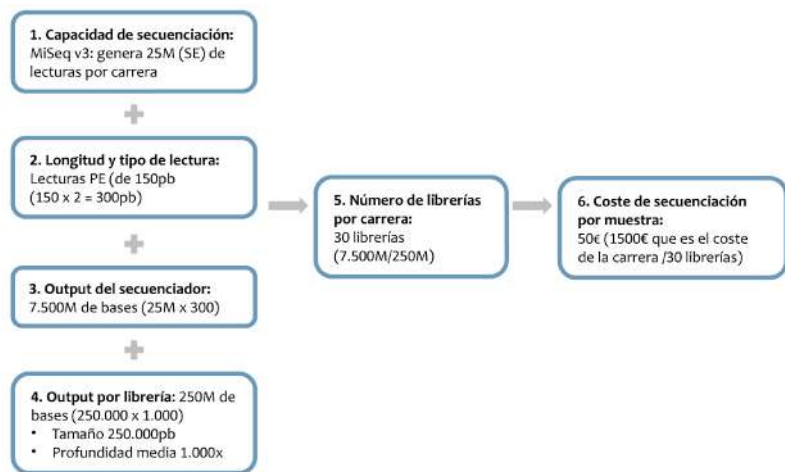 1. Capacidad de secuenciación:
MiSeq v3: genera 25M (SE) de
lecturas por carrera
2. Longitud y tipo de lectura:
Lecturas PE (de 150pb
(150 x 2 = 300pb)
3. Output del secuenciador:
7.500M de bases (25M x 300)
4. Output por librería: 250M de
bases (250.000 x 1.000)
• Tamaño 250.000pb
• Profundidad media 1.000x
5. Número de librerías
por carrera:
30 librerías
(7.500M/250M)
6. Coste de secuenciación
por muestra:
50€ (1500€ que es el coste
de la carrera /30 librerías)